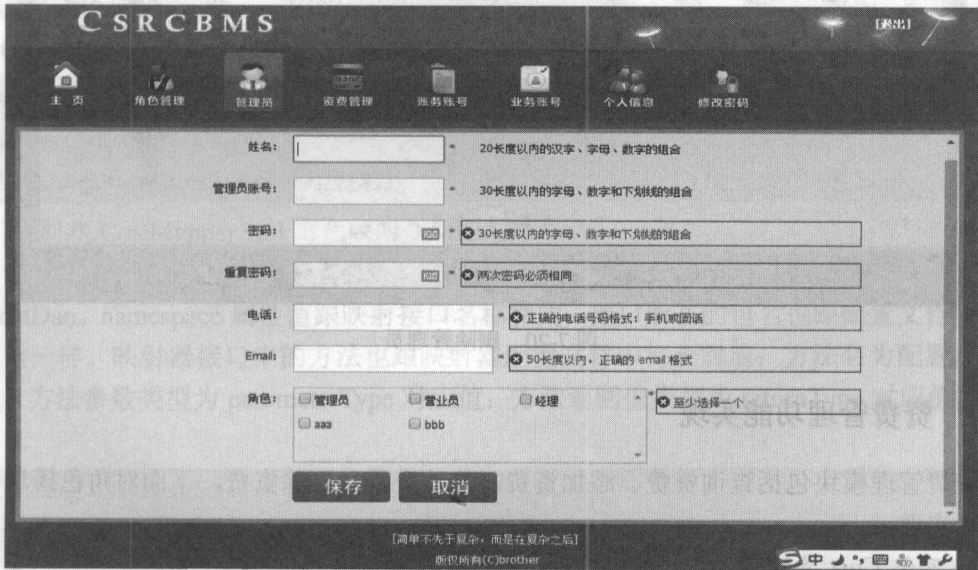 CSRCBMS
[退出]
主 页 角色管理 管理员 资费管理 账务账号 业务账号 个人信息 修改密码
姓名: * 20长度以内的汉字、字母、数字的组合
管理员账号: * 30长度以内的字母、数字和下划线的组合
密码: * 30长度以内的字母、数字和下划线的组合
重复密码: * 两次密码必须相同
电话: * 正确的电话号码格式: 手机或固话
Email: * 50长度以内, 正确的 email 格式
角色: 管理员 营业员 经理 * 至少选择一个
aaa bbb
保存 取消
[简单不先于复杂, 而是在复杂之后]
版权所有(C)brother
中